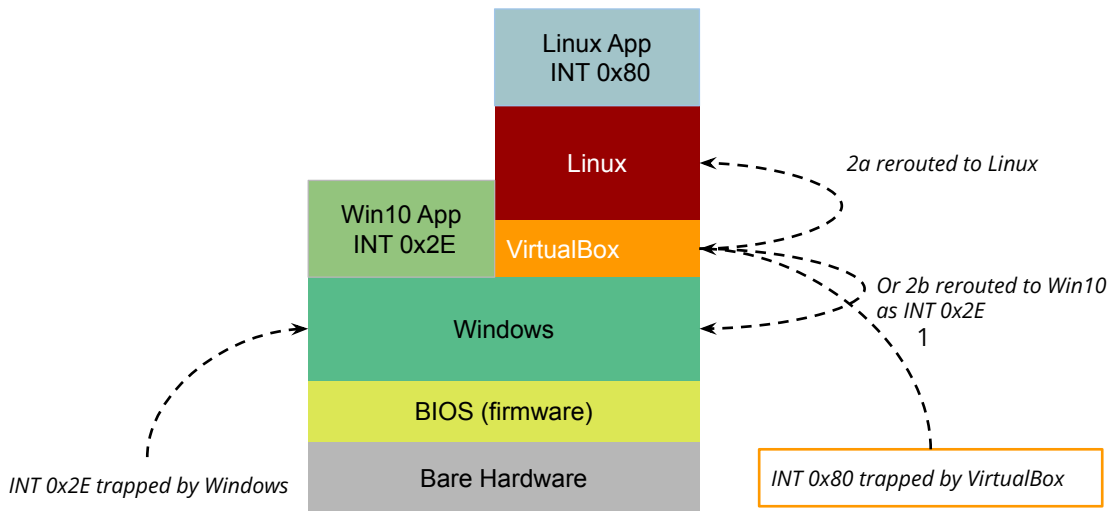 Linux App
INT 0x80
Linux
2a rerouted to Linux
Win10 App
INT 0x2E
VirtualBox
Or 2b rerouted to Win10
as INT 0x2E
1
Windows
BIOS (firmware)
Bare Hardware
INT 0x2E trapped by Windows
INT 0x80 trapped by VirtualBox